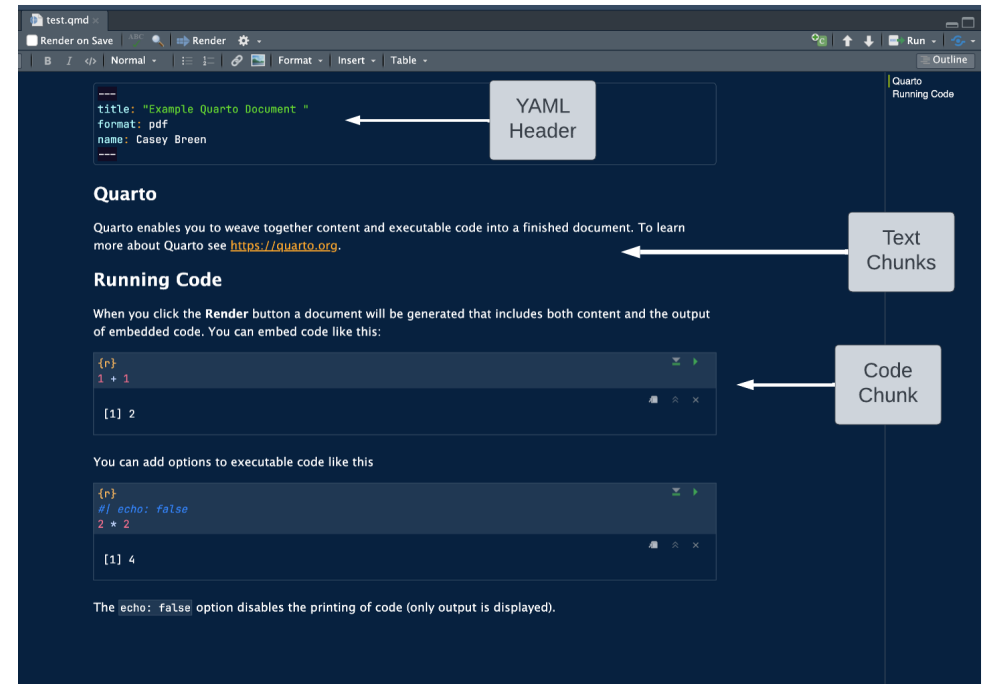 test.qmd
Render on Save ABC Render Run
B I </> Normal Format Insert Table Outline
Quarto
Running Code
---
title: "Example Quarto Document "
format: pdf
name: Casey Breen
---
YAML
Header
Quarto
Quarto enables you to weave together content and executable code into a finished document. To learn
more about Quarto see https://quarto.org.
Text
Chunks
Running Code
When you click the Render button a document will be generated that includes both content and the output
of embedded code. You can embed code like this:
{r}
1 + 1
[1] 2
Code
Chunk
You can add options to executable code like this
{r}
#| echo: false
2 * 2
[1] 4
The echo: false option disables the printing of code (only output is displayed).